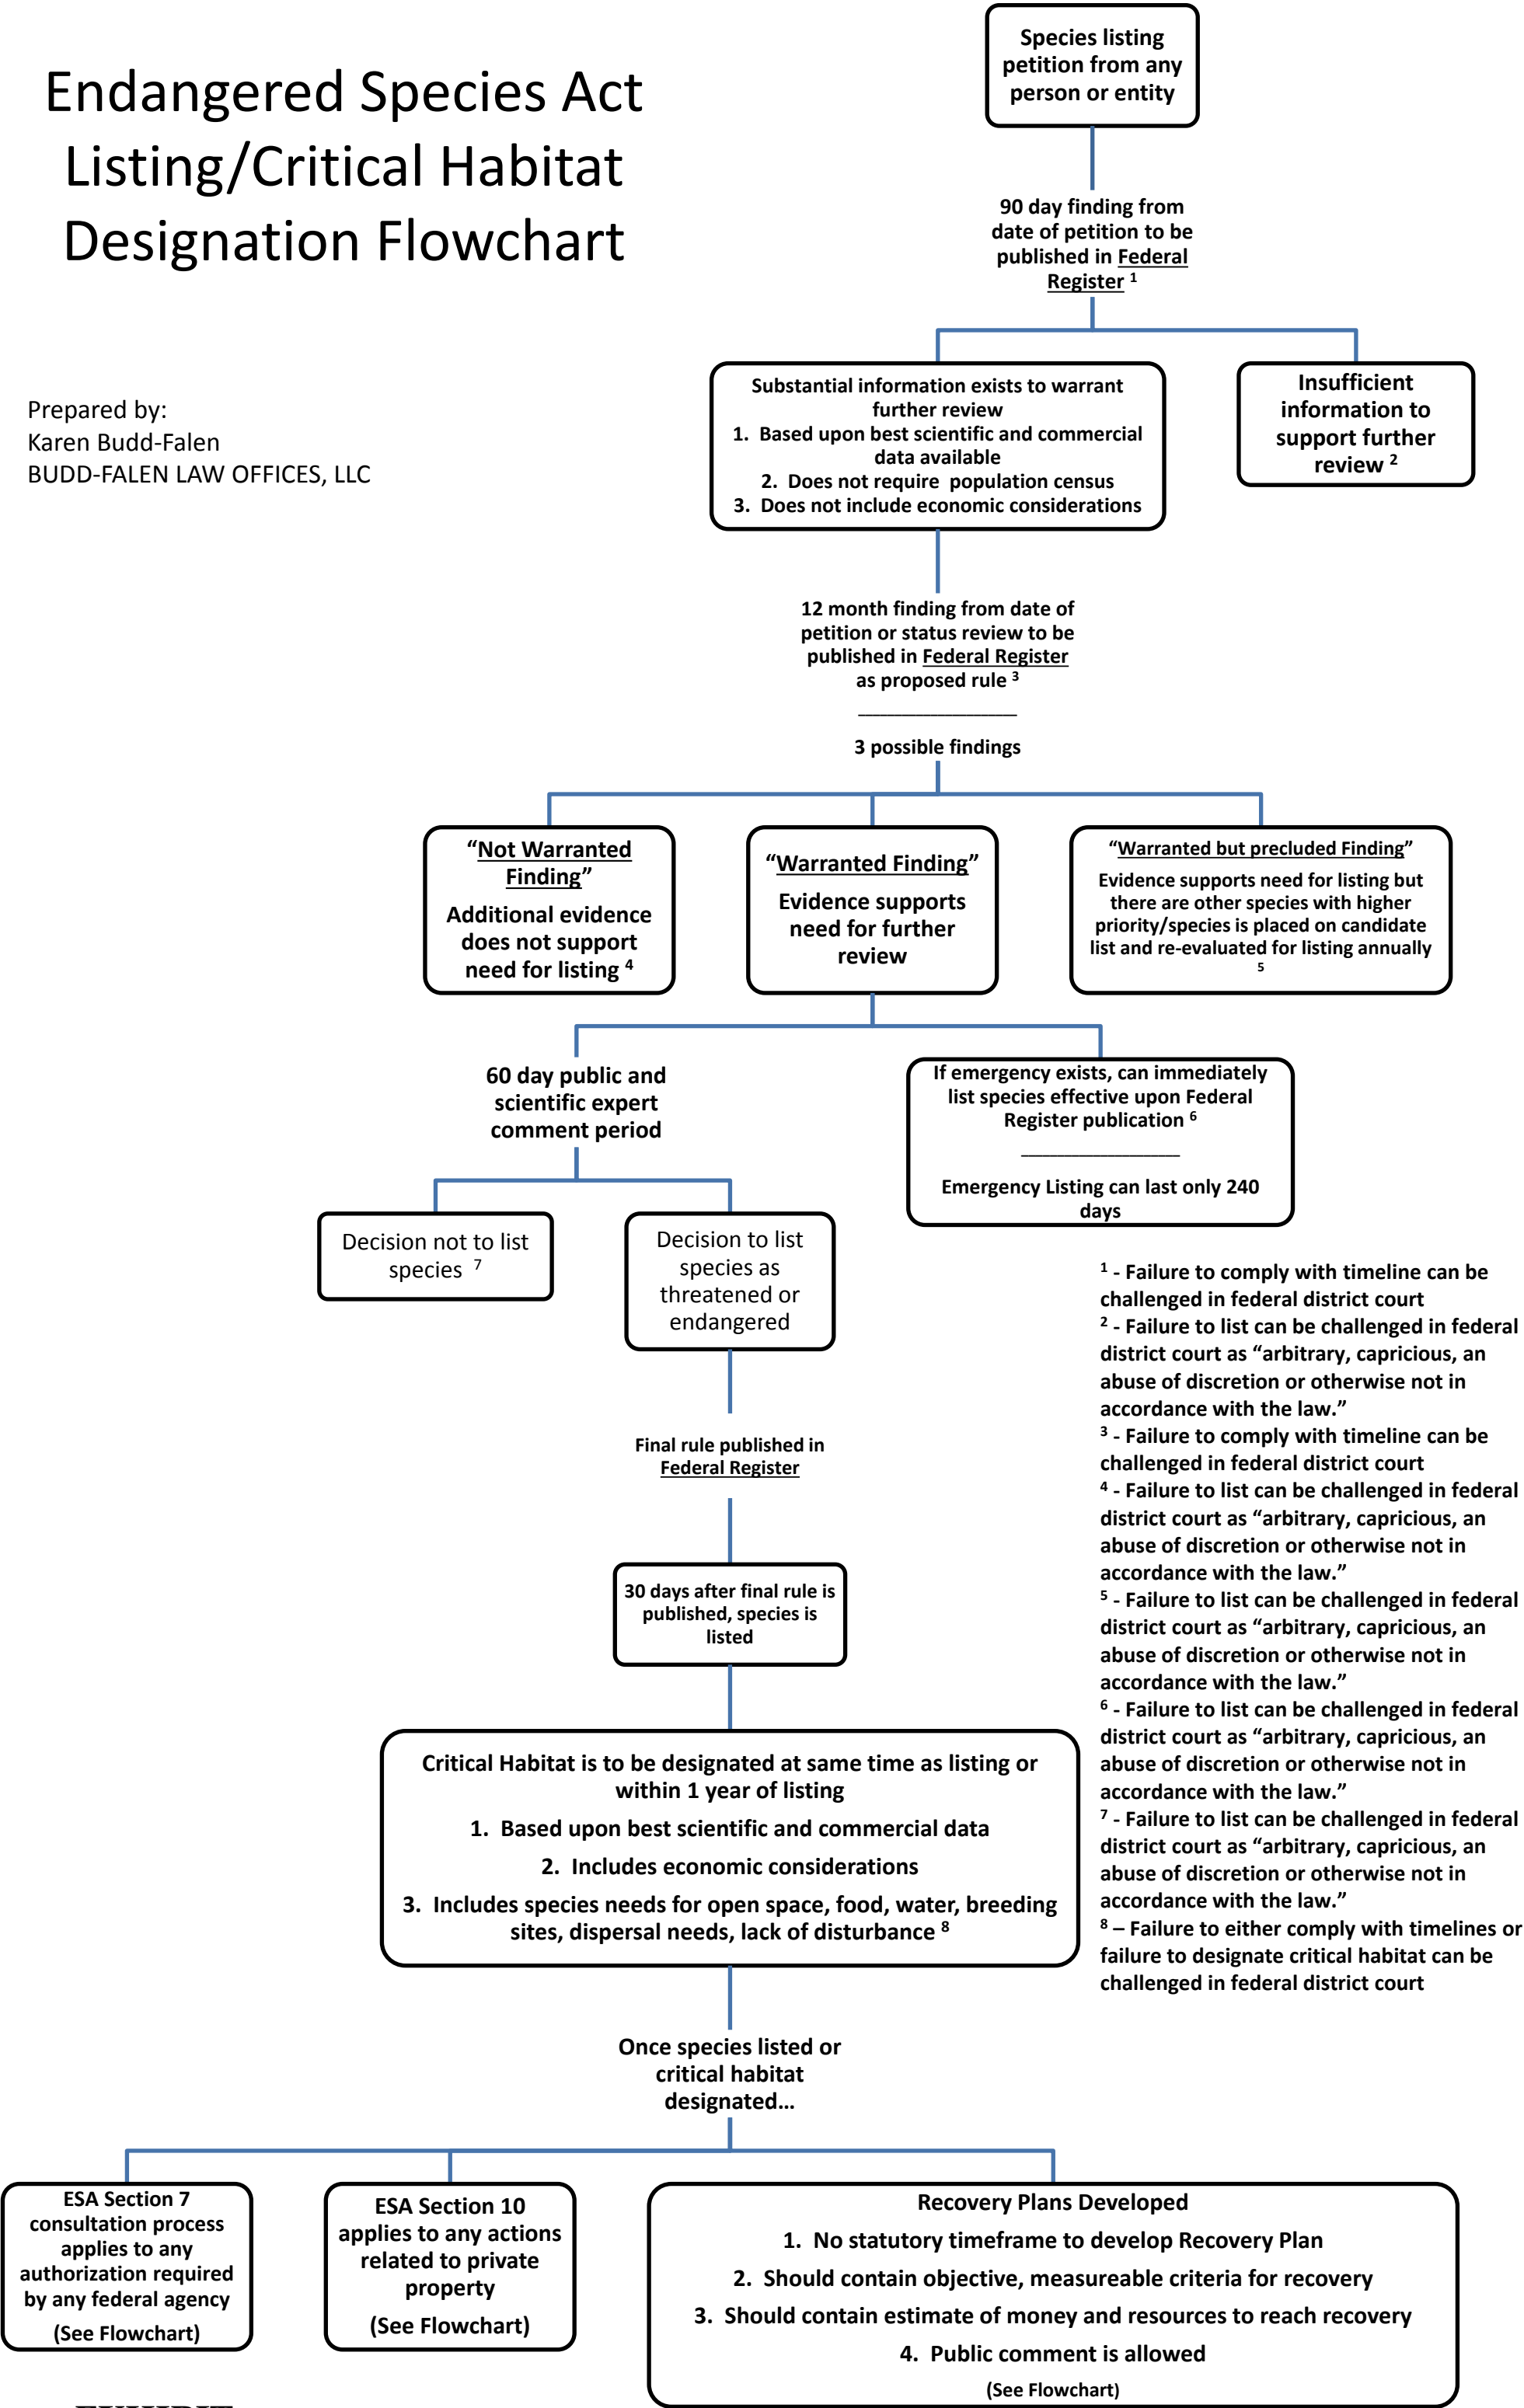 Endangered Species Act
Listing/Critical Habitat
Designation Flowchart
Prepared by:
Karen Budd-Falen
BUDD-FALEN LAW OFFICES, LLC
Species listing
petition from any
person or entity
90 day finding from
date of petition to be
published in Federal
Register ¹
Substantial information exists to warrant
further review
1. Based upon best scientific and commercial
data available
2. Does not require population census
3. Does not include economic considerations
Insufficient
information to
support further
review ²
12 month finding from date of
petition or status review to be
published in Federal Register
as proposed rule ³
3 possible findings
“Not Warranted
Finding”
Additional evidence
does not support
need for listing ⁴
“Warranted Finding”
Evidence supports
need for further
review
“Warranted but precluded Finding”
Evidence supports need for listing but
there are other species with higher
priority/species is placed on candidate
list and re-evaluated for listing annually
⁵
60 day public and
scientific expert
comment period
If emergency exists, can immediately
list species effective upon Federal
Register publication ⁶
Emergency Listing can last only 240
days
Decision not to list
species ⁷
Decision to list
species as
threatened or
endangered
Final rule published in
Federal Register
30 days after final rule is
published, species is
listed
Critical Habitat is to be designated at same time as listing or
within 1 year of listing
1. Based upon best scientific and commercial data
2. Includes economic considerations
3. Includes species needs for open space, food, water, breeding
sites, dispersal needs, lack of disturbance ⁸
¹ - Failure to comply with timeline can be
challenged in federal district court
² - Failure to list can be challenged in federal
district court as “arbitrary, capricious, an
abuse of discretion or otherwise not in
accordance with the law.”
³ - Failure to comply with timeline can be
challenged in federal district court
⁴ - Failure to list can be challenged in federal
district court as “arbitrary, capricious, an
abuse of discretion or otherwise not in
accordance with the law.”
⁵ - Failure to list can be challenged in federal
district court as “arbitrary, capricious, an
abuse of discretion or otherwise not in
accordance with the law.”
⁶ - Failure to list can be challenged in federal
district court as “arbitrary, capricious, an
abuse of discretion or otherwise not in
accordance with the law.”
⁷ - Failure to list can be challenged in federal
district court as “arbitrary, capricious, an
abuse of discretion or otherwise not in
accordance with the law.”
⁸ – Failure to either comply with timelines or
failure to designate critical habitat can be
challenged in federal district court
Once species listed or
critical habitat
designated…
ESA Section 7
consultation process
applies to any
authorization required
by any federal agency
(See Flowchart)
ESA Section 10
applies to any actions
related to private
property
(See Flowchart)
Recovery Plans Developed
1. No statutory timeframe to develop Recovery Plan
2. Should contain objective, measureable criteria for recovery
3. Should contain estimate of money and resources to reach recovery
4. Public comment is allowed
(See Flowchart)